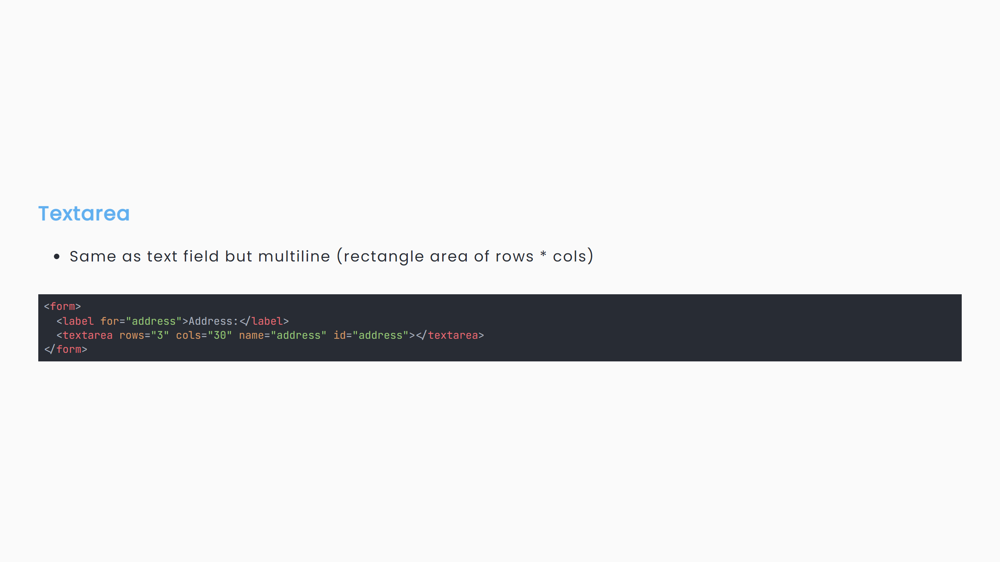 Textarea
• Same as text field but multiline (rectangle area of rows * cols)
<form>
  <label for="address">Address:</label>
  <textarea rows="3" cols="30" name="address" id="address"></textarea>
</form>